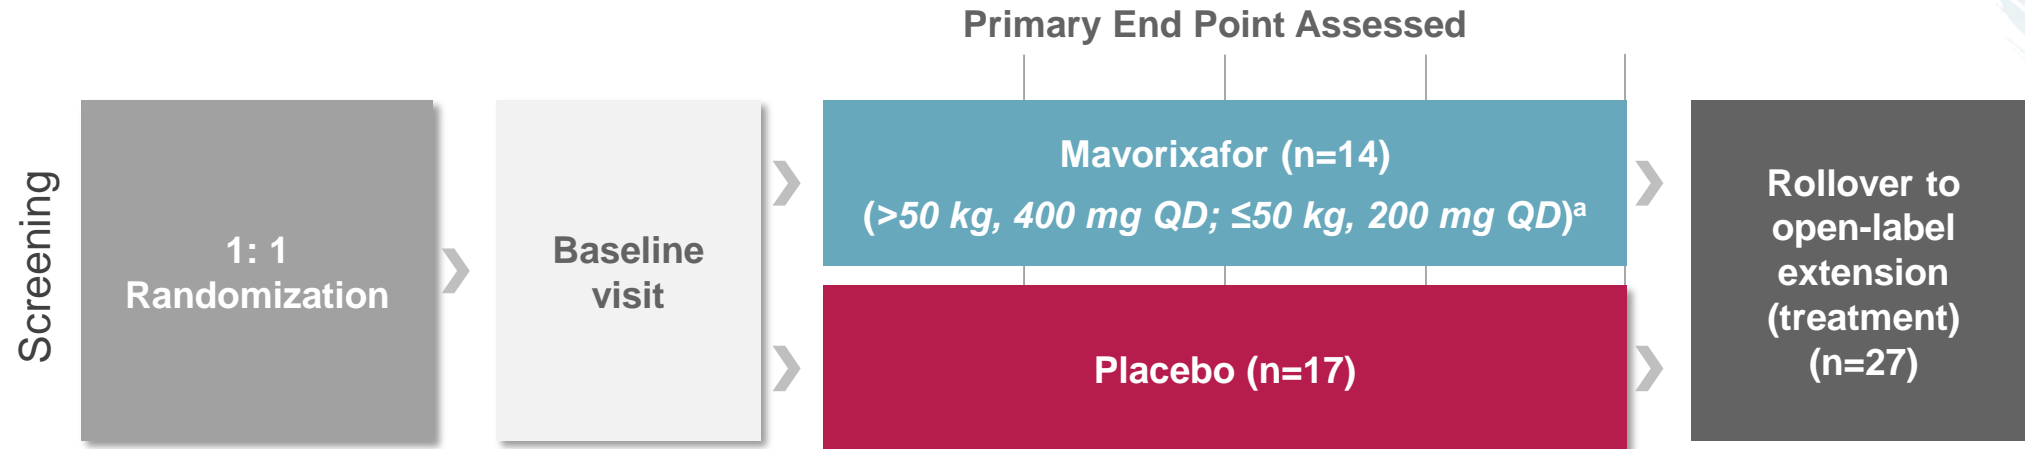 Primary End Point Assessed
Screening
1: 1
Randomization
Baseline
visit
Mavorixafor (n=14)
(>50 kg, 400 mg QD; ≤50 kg, 200 mg QD)ᵃ
Placebo (n=17)
Rollover to
open-label
extension
(treatment)
(n=27)